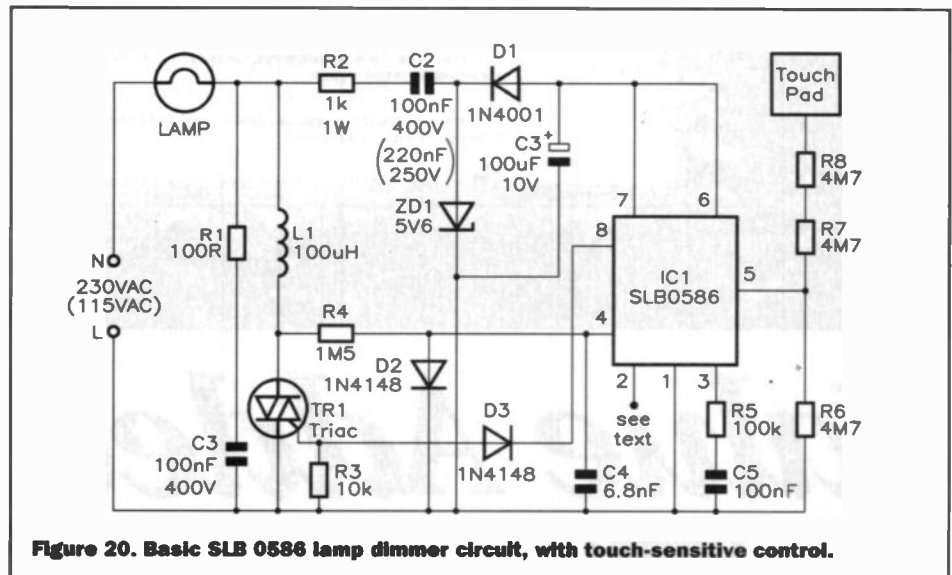 LAMP
R2
1k
1W
C2
100nF
400V
(220nF
250V)
D1
1N4001
C3+
100uF
10V
ZD1
5V6
Touch
Pad
R8
4M7
R7
4M7
7
6
8
5
4
IC1
SLB0586
R1
100R
L1
100uH
N
230VAC
(115VAC)
L
R4
1M5
D2
1N4148
TR1
Triac
D3
1N4148
2
1
3
see
text
R5
100k
R6
4M7
C3
100nF
400V
R3
10k
C4
6.8nF
C5
100nF
Figure 20. Basic SLB 0586 lamp dimmer circuit, with touch-sensitive control.